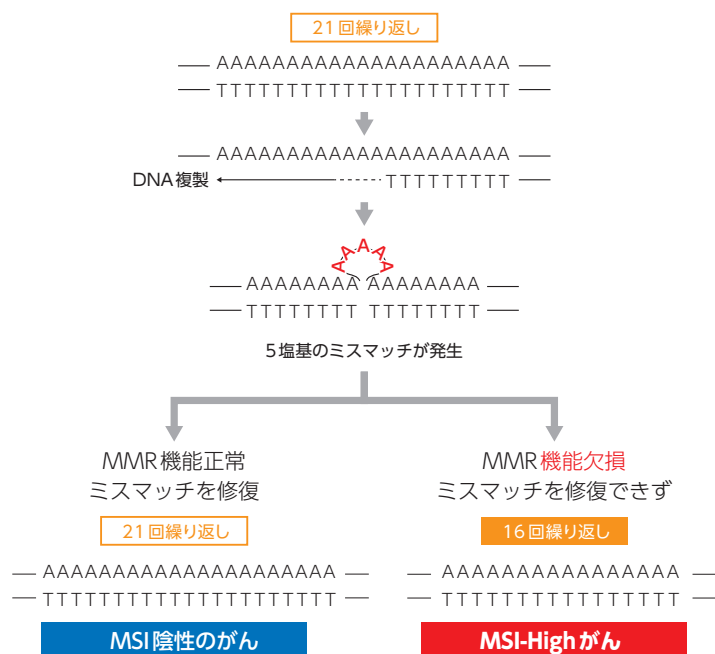 21回繰り返し
AAAAAAAAAAAAAAAAAAAAA
TTTTTTTTTTTTTTTTTTTTT
AAAAAAAAAAAAAAAAAAAAA
DNA複製 TTTTTTTTT
AAAAA
AAAAAAAA AAAAAAAA
TTTTTTTT TTTTTTTT
5塩基のミスマッチが発生
MMR機能正常
ミスマッチを修復
21回繰り返し
AAAAAAAAAAAAAAAAAAAAA
TTTTTTTTTTTTTTTTTTTTT
MSI陰性のがん
MMR機能欠損
ミスマッチを修復できず
16回繰り返し
AAAAAAAAAAAAAAAAA
TTTTTTTTTTTTTTTTT
MSI-Highがん